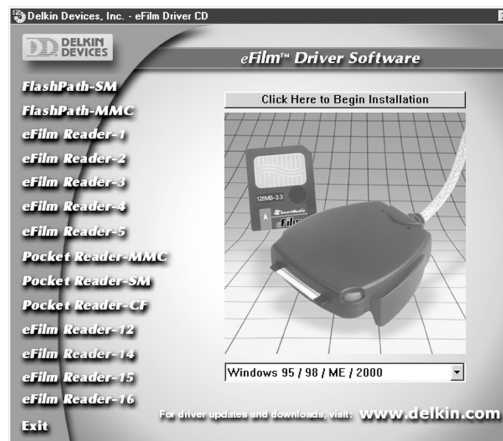 Delkin Devices, Inc. - eFilm Driver CD
DELKIN
DEVICES
eFilm™ Driver Software
FlashPath-SM
FlashPath-MMC
eFilm Reader-1
eFilm Reader-2
eFilm Reader-3
eFilm Reader-4
eFilm Reader-5
Pocket Reader-MMC
Pocket Reader-SM
Pocket Reader-CF
eFilm Reader-12
eFilm Reader-14
eFilm Reader-15
eFilm Reader-16
Exit
Click Here to Begin Installation
128MB-3.3
SmartMedia
eFilm
Windows 95 / 98 / ME / 2000
For driver updates and downloads, visit: www.delkin.com